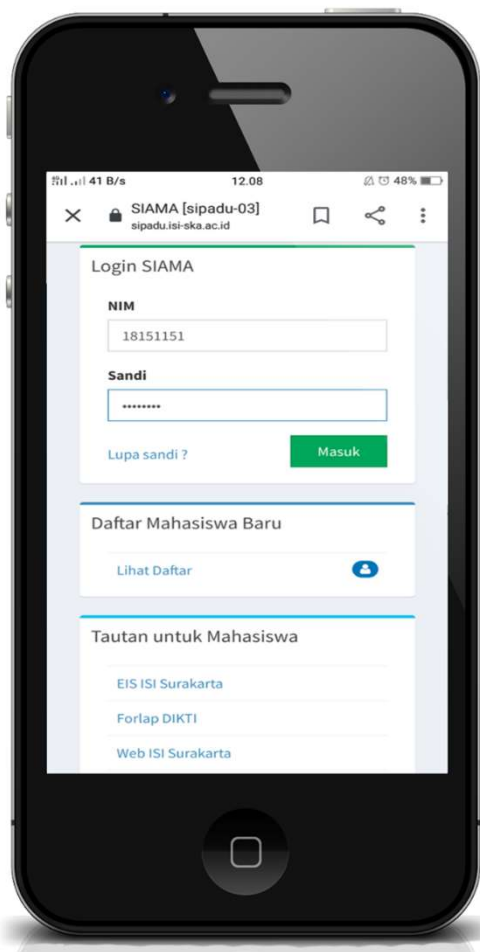 41 B/s 12.08 48%
SIAMA [sipadu-03]
sipadu.isi-ska.ac.id
Login SIAMA
NIM
18151151
Sandi
••••••••
Lupa sandi ? Masuk
Daftar Mahasiswa Baru
Lihat Daftar
Tautan untuk Mahasiswa
EIS ISI Surakarta
Forlap DIKTI
Web ISI Surakarta